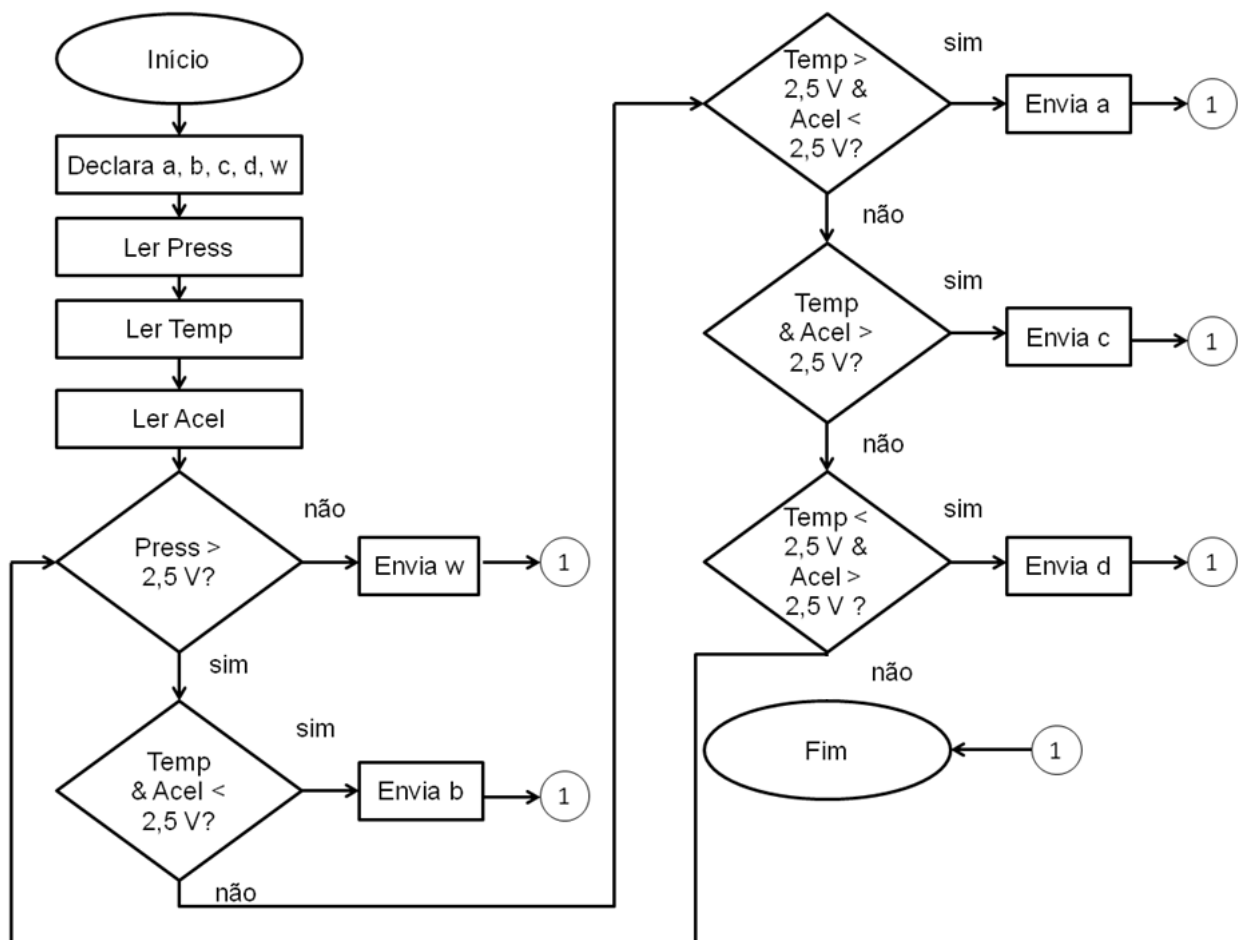 Início
Declara a, b, c, d, w
Ler Press
Ler Temp
Ler Acel
Press >
2,5 V?
não
Envia w
1
sim
Temp
& Acel <
2,5 V?
sim
Envia b
1
não
Temp >
2,5 V &
Acel <
2,5 V?
sim
Envia a
1
não
Temp
& Acel >
2,5 V?
sim
Envia c
1
não
Temp <
2,5 V &
Acel >
2,5 V ?
sim
Envia d
1
não
Fim
1